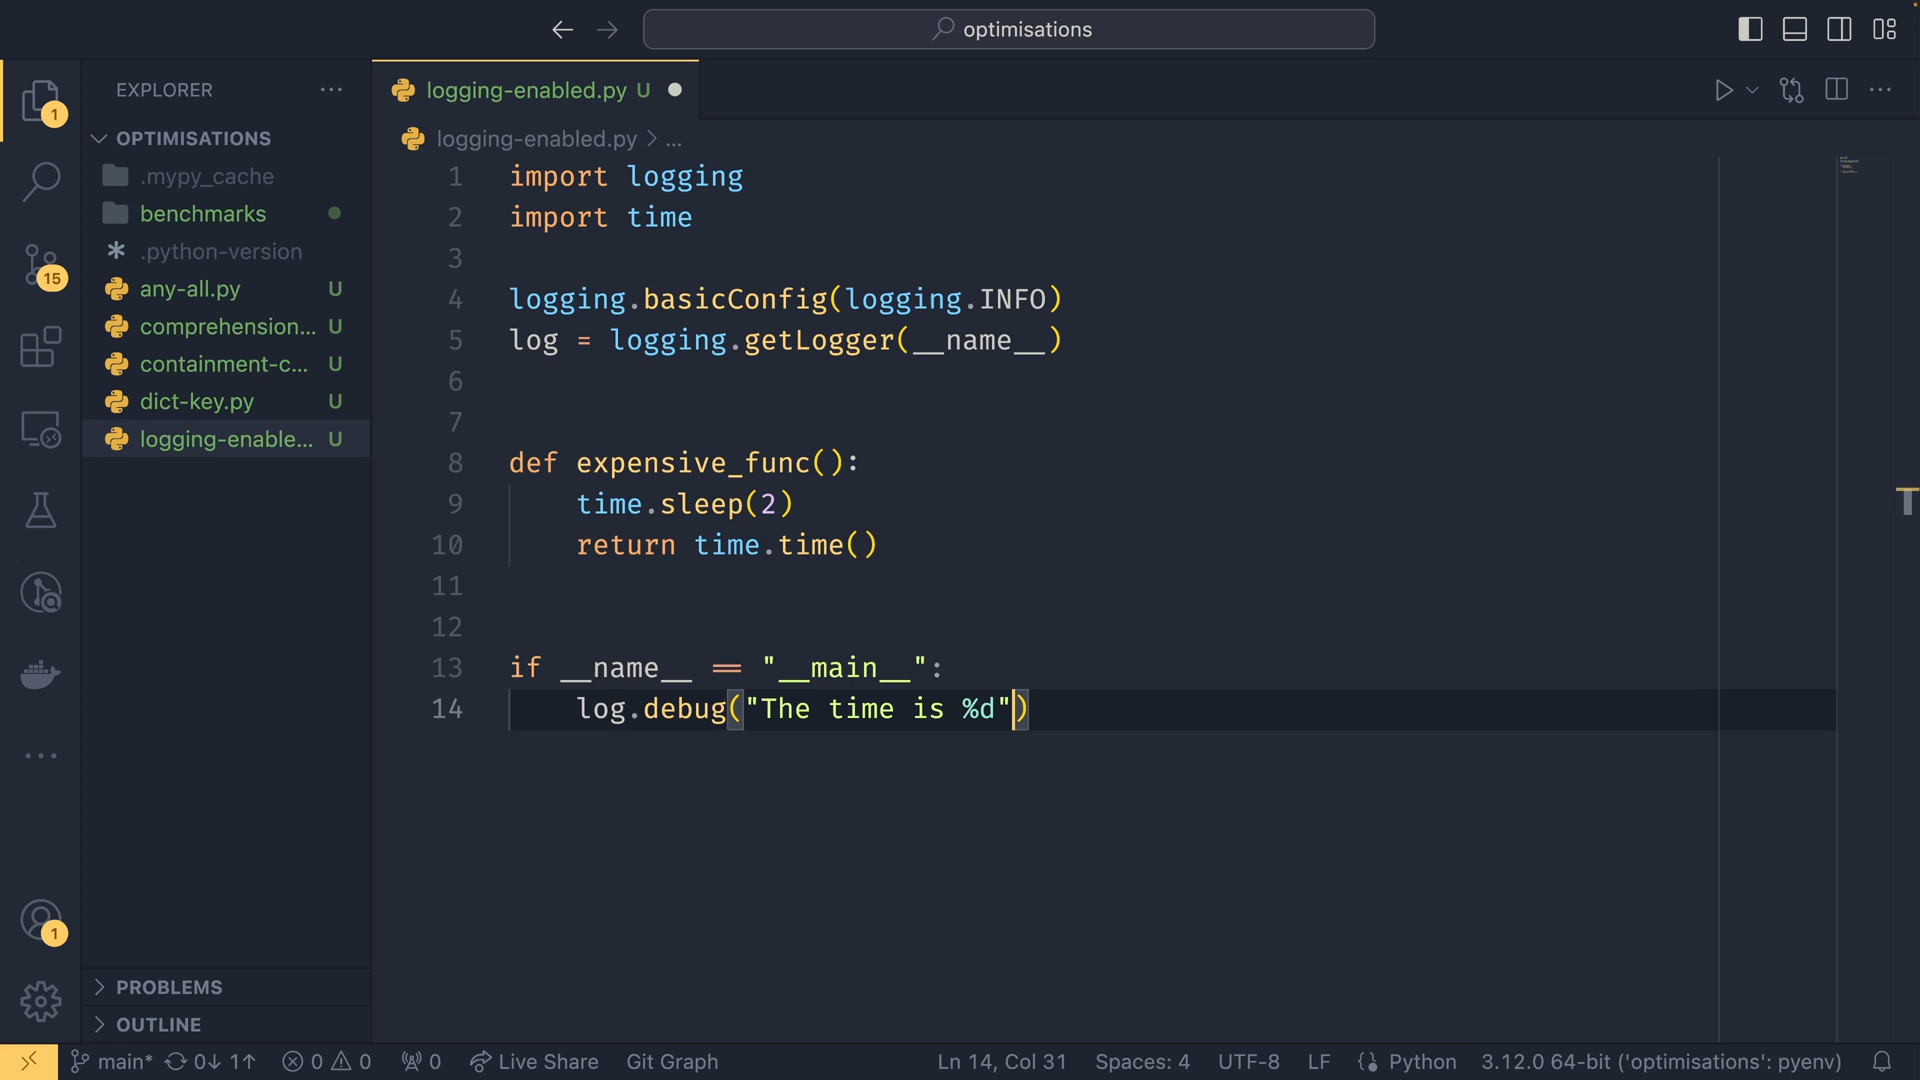 optimisations
EXPLORER ···
OPTIMISATIONS
.mypy_cache
benchmarks
.python-version
any-all.py U
comprehension... U
containment-c... U
dict-key.py U
logging-enable... U
PROBLEMS
OUTLINE
1
15
1
logging-enabled.py U
logging-enabled.py > ...
1 import logging
2 import time
3
4 logging.basicConfig(logging.INFO)
5 log = logging.getLogger(__name__)
6
7
8 def expensive_func():
9     time.sleep(2)
10     return time.time()
11
12
13 if __name__ == "__main__":
14     log.debug("The time is %d")
T
main* 0↓ 1↑ 0 0 0 Live Share Git Graph Ln 14, Col 31 Spaces: 4 UTF-8 LF Python 3.12.0 64-bit ('optimisations': pyenv)